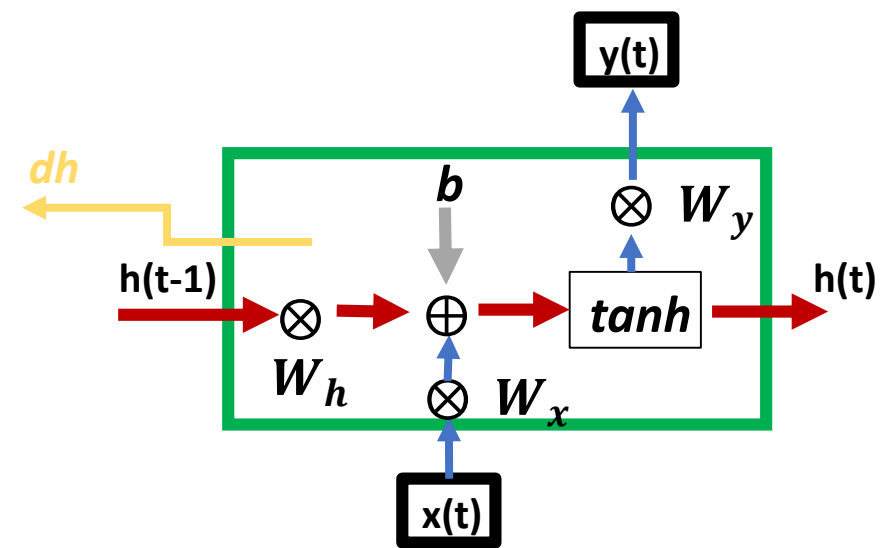 y(t)
dh
b
W_y
h(t-1)
h(t)
tanh
W_h
W_x
x(t)